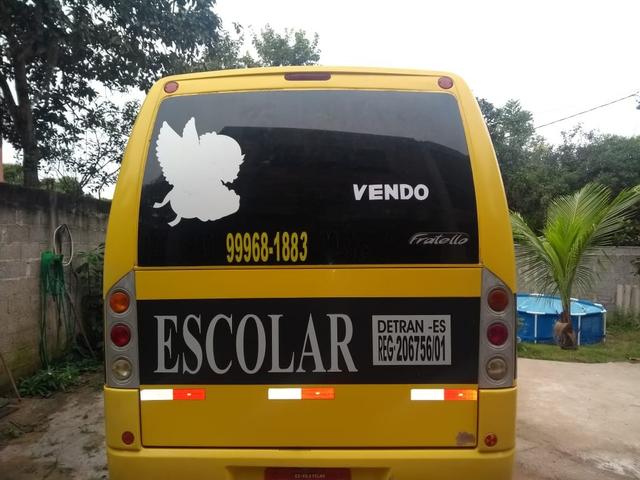 VENDO
99968-1883
Fratello
ESCOLAR
DETRAN -ES
REG-206756/01